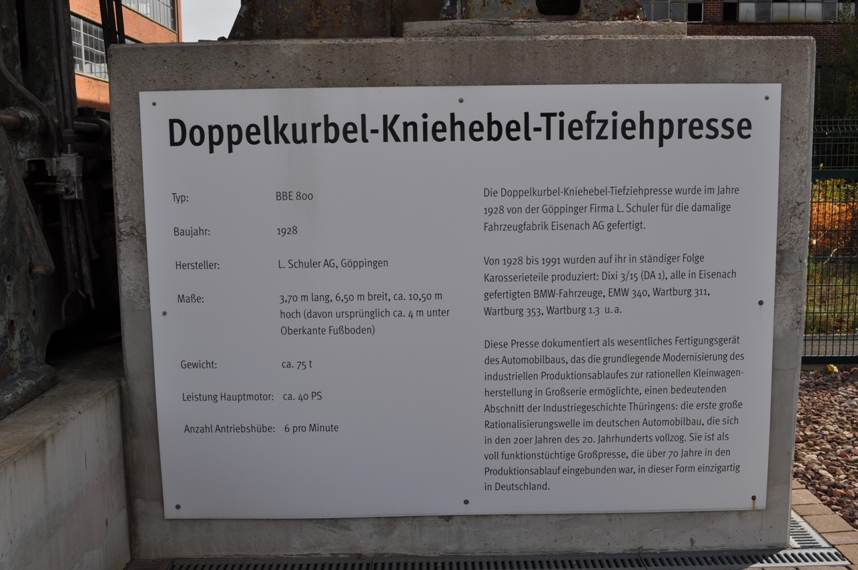 Doppelkurbel-Kniehebel-Tiefziehpresse
Typ: BBE 800
Baujahr: 1928
Hersteller: L. Schuler AG, Göppingen
Maße: 3,70 m lang, 6,50 m breit, ca. 10,50 m
hoch (davon ursprünglich ca. 4 m unter
Oberkante Fußboden)
Gewicht: ca. 75 t
Leistung Hauptmotor: ca. 40 PS
Anzahl Antriebshübe: 6 pro Minute
Die Doppelkurbel-Kniehebel-Tiefziehpresse wurde im Jahre
1928 von der Göppinger Firma L. Schuler für die damalige
Fahrzeugfabrik Eisenach AG gefertigt.
Von 1928 bis 1991 wurden auf ihr in ständiger Folge
Karosserieteile produziert: Dixi 3/15 (DA 1), alle in Eisenach
gefertigten BMW-Fahrzeuge, EMW 340, Wartburg 311,
Wartburg 353, Wartburg 1.3 u. a.
Diese Presse dokumentiert als wesentliches Fertigungsgerät
des Automobilbaus, das die grundlegende Modernisierung des
industriellen Produktionsablaufes zur rationellen Kleinwagen-
herstellung in Großserie ermöglichte, einen bedeutenden
Abschnitt der Industriegeschichte Thüringens: die erste große
Rationalisierungswelle im deutschen Automobilbau, die sich
in den 20er Jahren des 20. Jahrhunderts vollzog. Sie ist als
voll funktionstüchtige Großpresse, die über 70 Jahre in den
Produktionsablauf eingebunden war, in dieser Form einzigartig
in Deutschland.